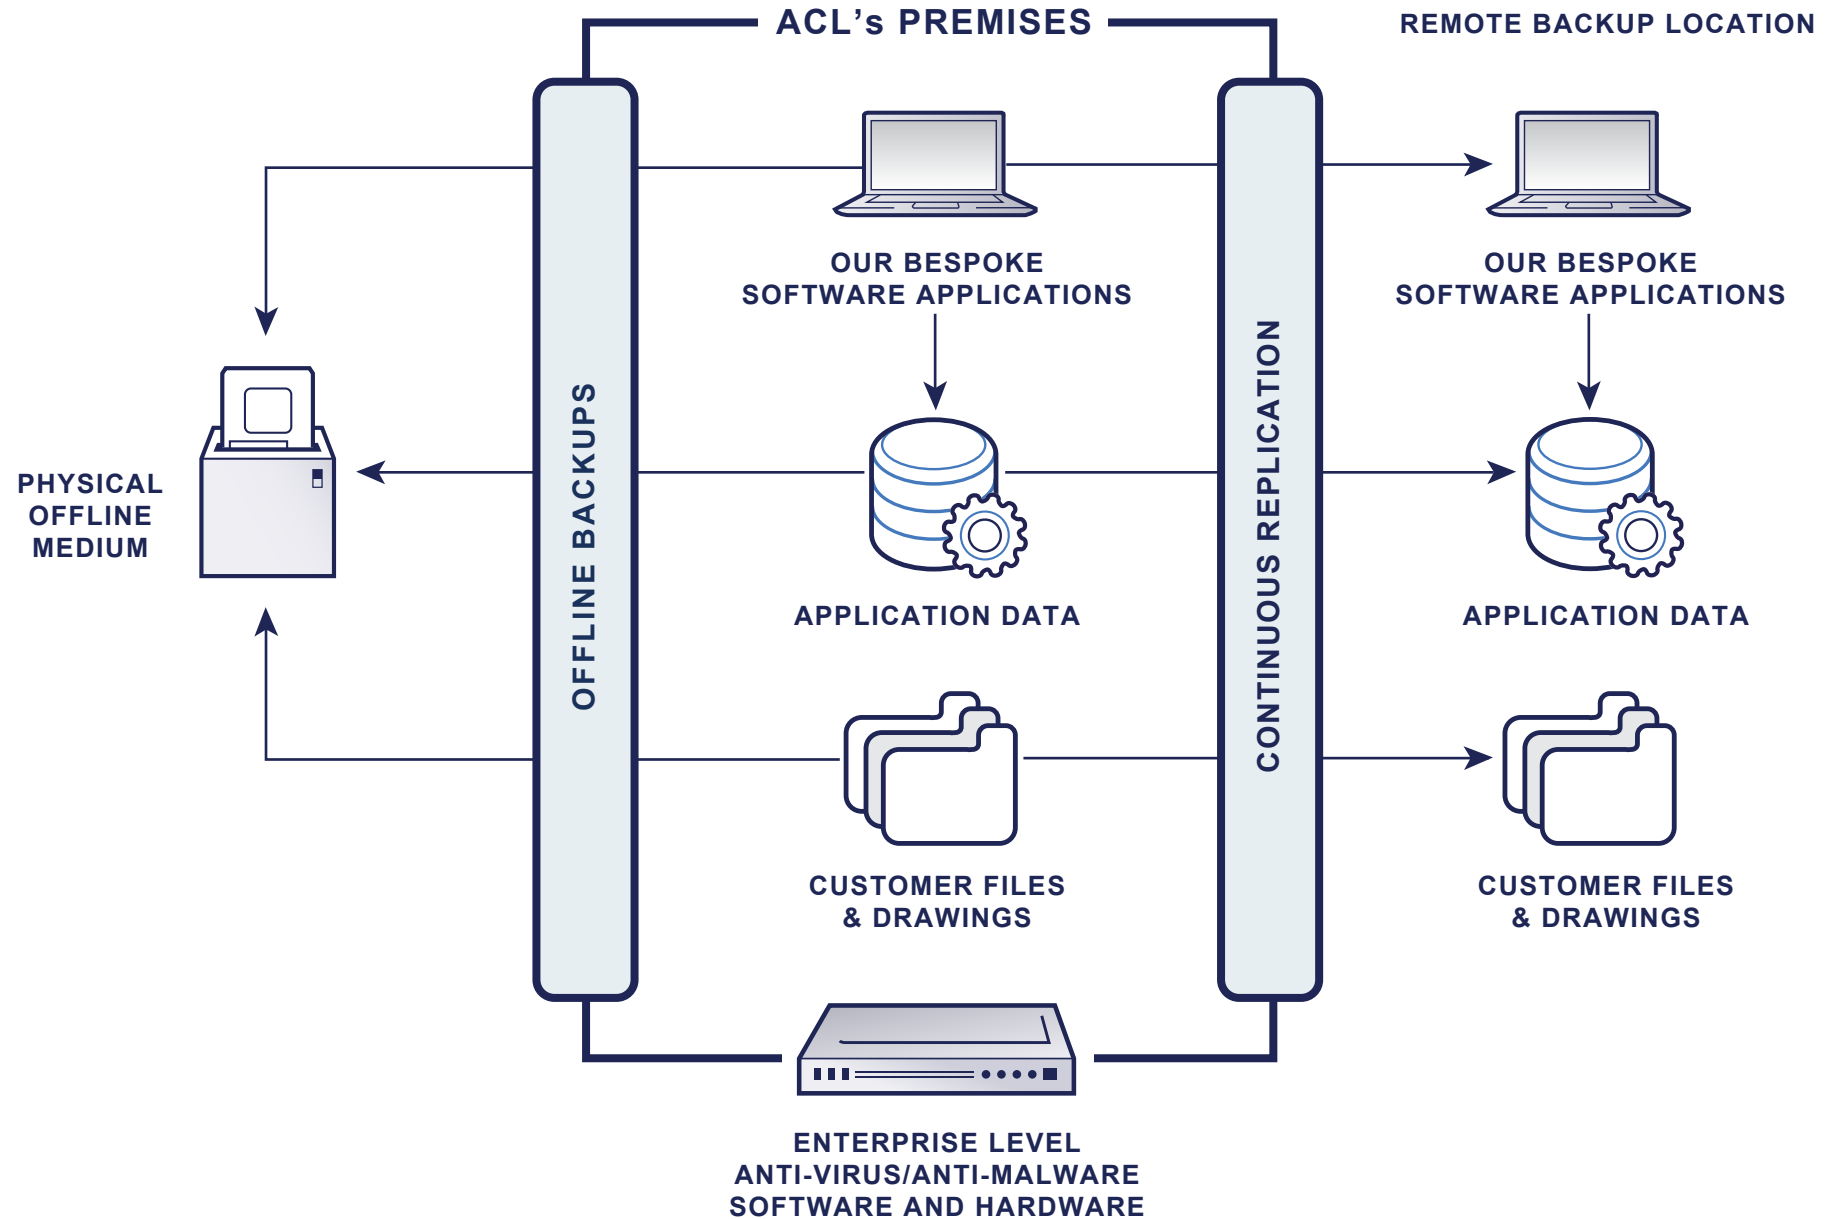 ACL's PREMISES
REMOTE BACKUP LOCATION
OUR BESPOKE
SOFTWARE APPLICATIONS
OUR BESPOKE
SOFTWARE APPLICATIONS
PHYSICAL
OFFLINE
MEDIUM
OFFLINE BACKUPS
CONTINUOUS REPLICATION
APPLICATION DATA
APPLICATION DATA
CUSTOMER FILES
& DRAWINGS
CUSTOMER FILES
& DRAWINGS
ENTERPRISE LEVEL
ANTI-VIRUS/ANTI-MALWARE
SOFTWARE AND HARDWARE